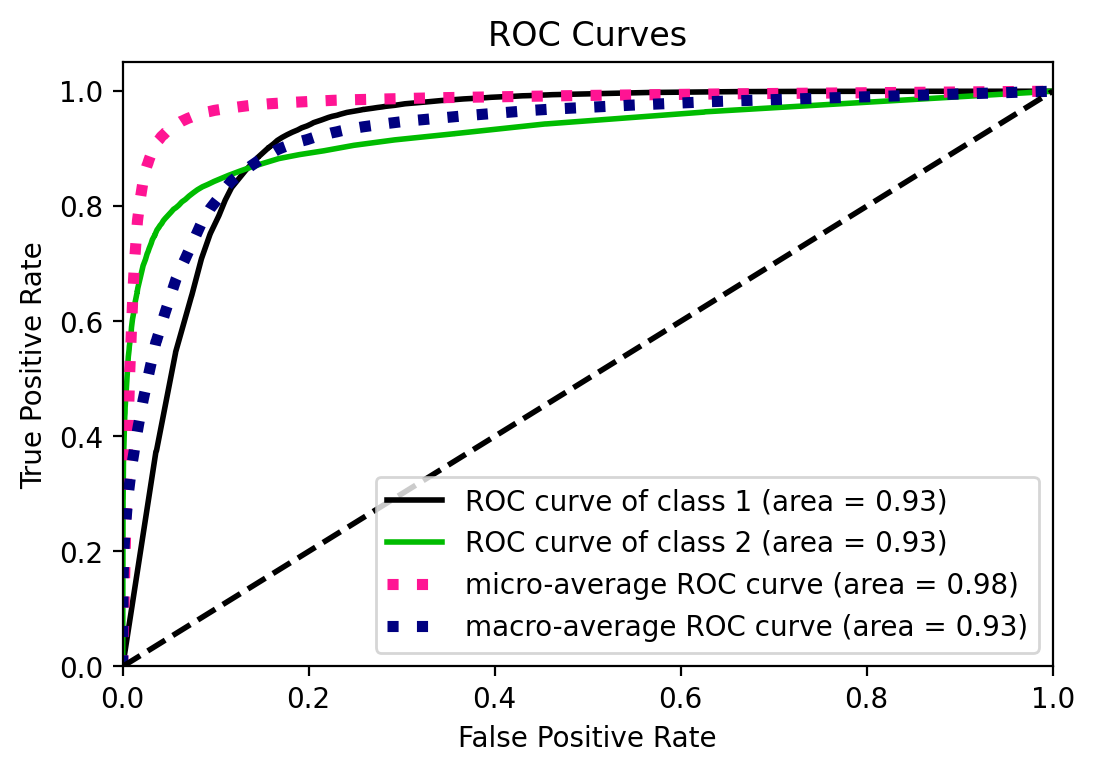 ROC Curves
True Positive Rate
1.0
0.8
0.6
0.4
0.2
0.0
ROC curve of class 1 (area = 0.93)
ROC curve of class 2 (area = 0.93)
micro-average ROC curve (area = 0.98)
macro-average ROC curve (area = 0.93)
0.0 0.2 0.4 0.6 0.8 1.0
False Positive Rate